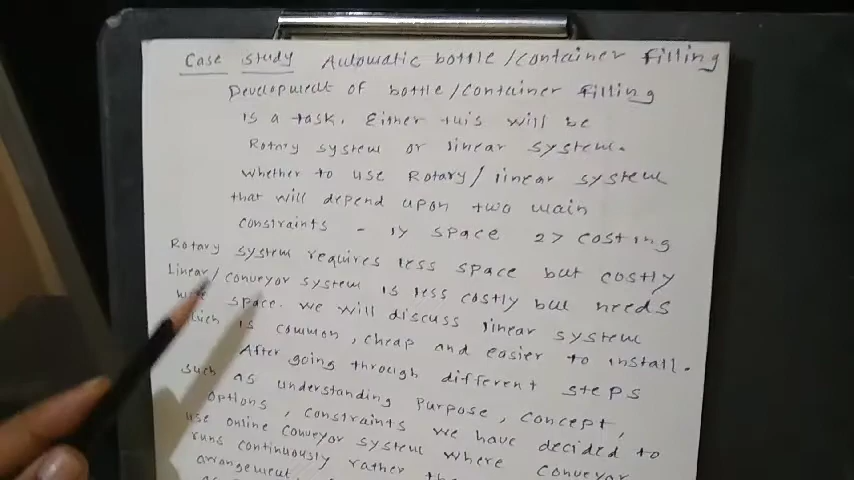 Case study Automatic bottle/container filling
Development of bottle/container filling
is a task. Either this will be
Rotary system or linear system.
whether to use Rotary/linear system
that will depend upon two main
constraints - 1> space 2> costing
Rotary system requires less space but costly
Linear/conveyor system is less costly but needs
space. we will discuss linear system
which is common, cheap and easier to install.
After going through different steps
such as understanding purpose, concept,
options, constraints we have decided to
use online conveyor system where conveyor
runs continuously rather
arrangement